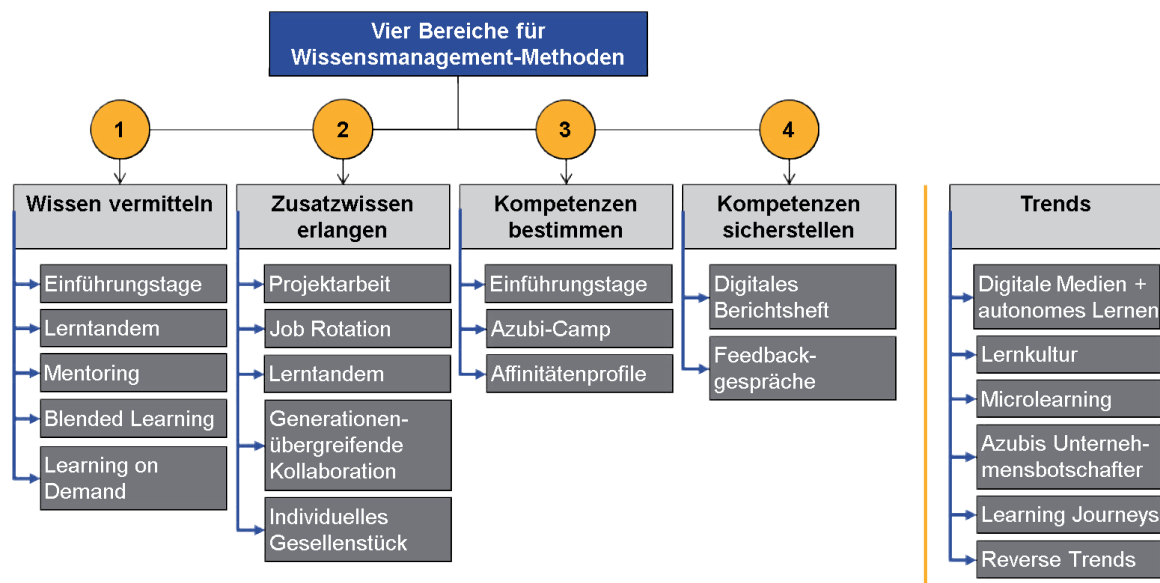 Vier Bereiche für
Wissensmanagement-Methoden
1
2
3
4
Wissen vermitteln
Einführungstage
Lerntandem
Mentoring
Blended Learning
Learning on
Demand
Zusatzwissen
erlangen
Projektarbeit
Job Rotation
Lerntandem
Generationen-
übergreifende
Kollaboration
Individuelles
Gesellenstück
Kompetenzen
bestimmen
Einführungstage
Azubi-Camp
Affinitätenprofile
Kompetenzen
sicherstellen
Digitales
Berichtsheft
Feedback-
gespräche
Trends
Digitale Medien +
autonomes Lernen
Lernkultur
Microlearning
Azubis Unterneh-
mensbotschafter
Learning Journeys
Reverse Trends